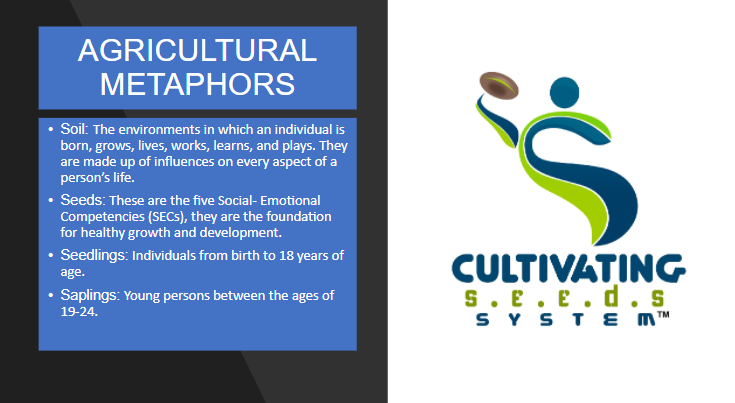 AGRICULTURAL
METAPHORS
• Soil: The environments in which an individual is
born, grows, lives, works, learns, and plays. They
are made up of influences on every aspect of a
person's life.
• Seeds: These are the five Social- Emotional
Competencies (SECs), they are the foundation
for healthy growth and development.
• Seedlings: Individuals from birth to 18 years of
age.
• Saplings: Young persons between the ages of
19-24.
CULTIVATING
s.e.e.d.s
SYSTEM™